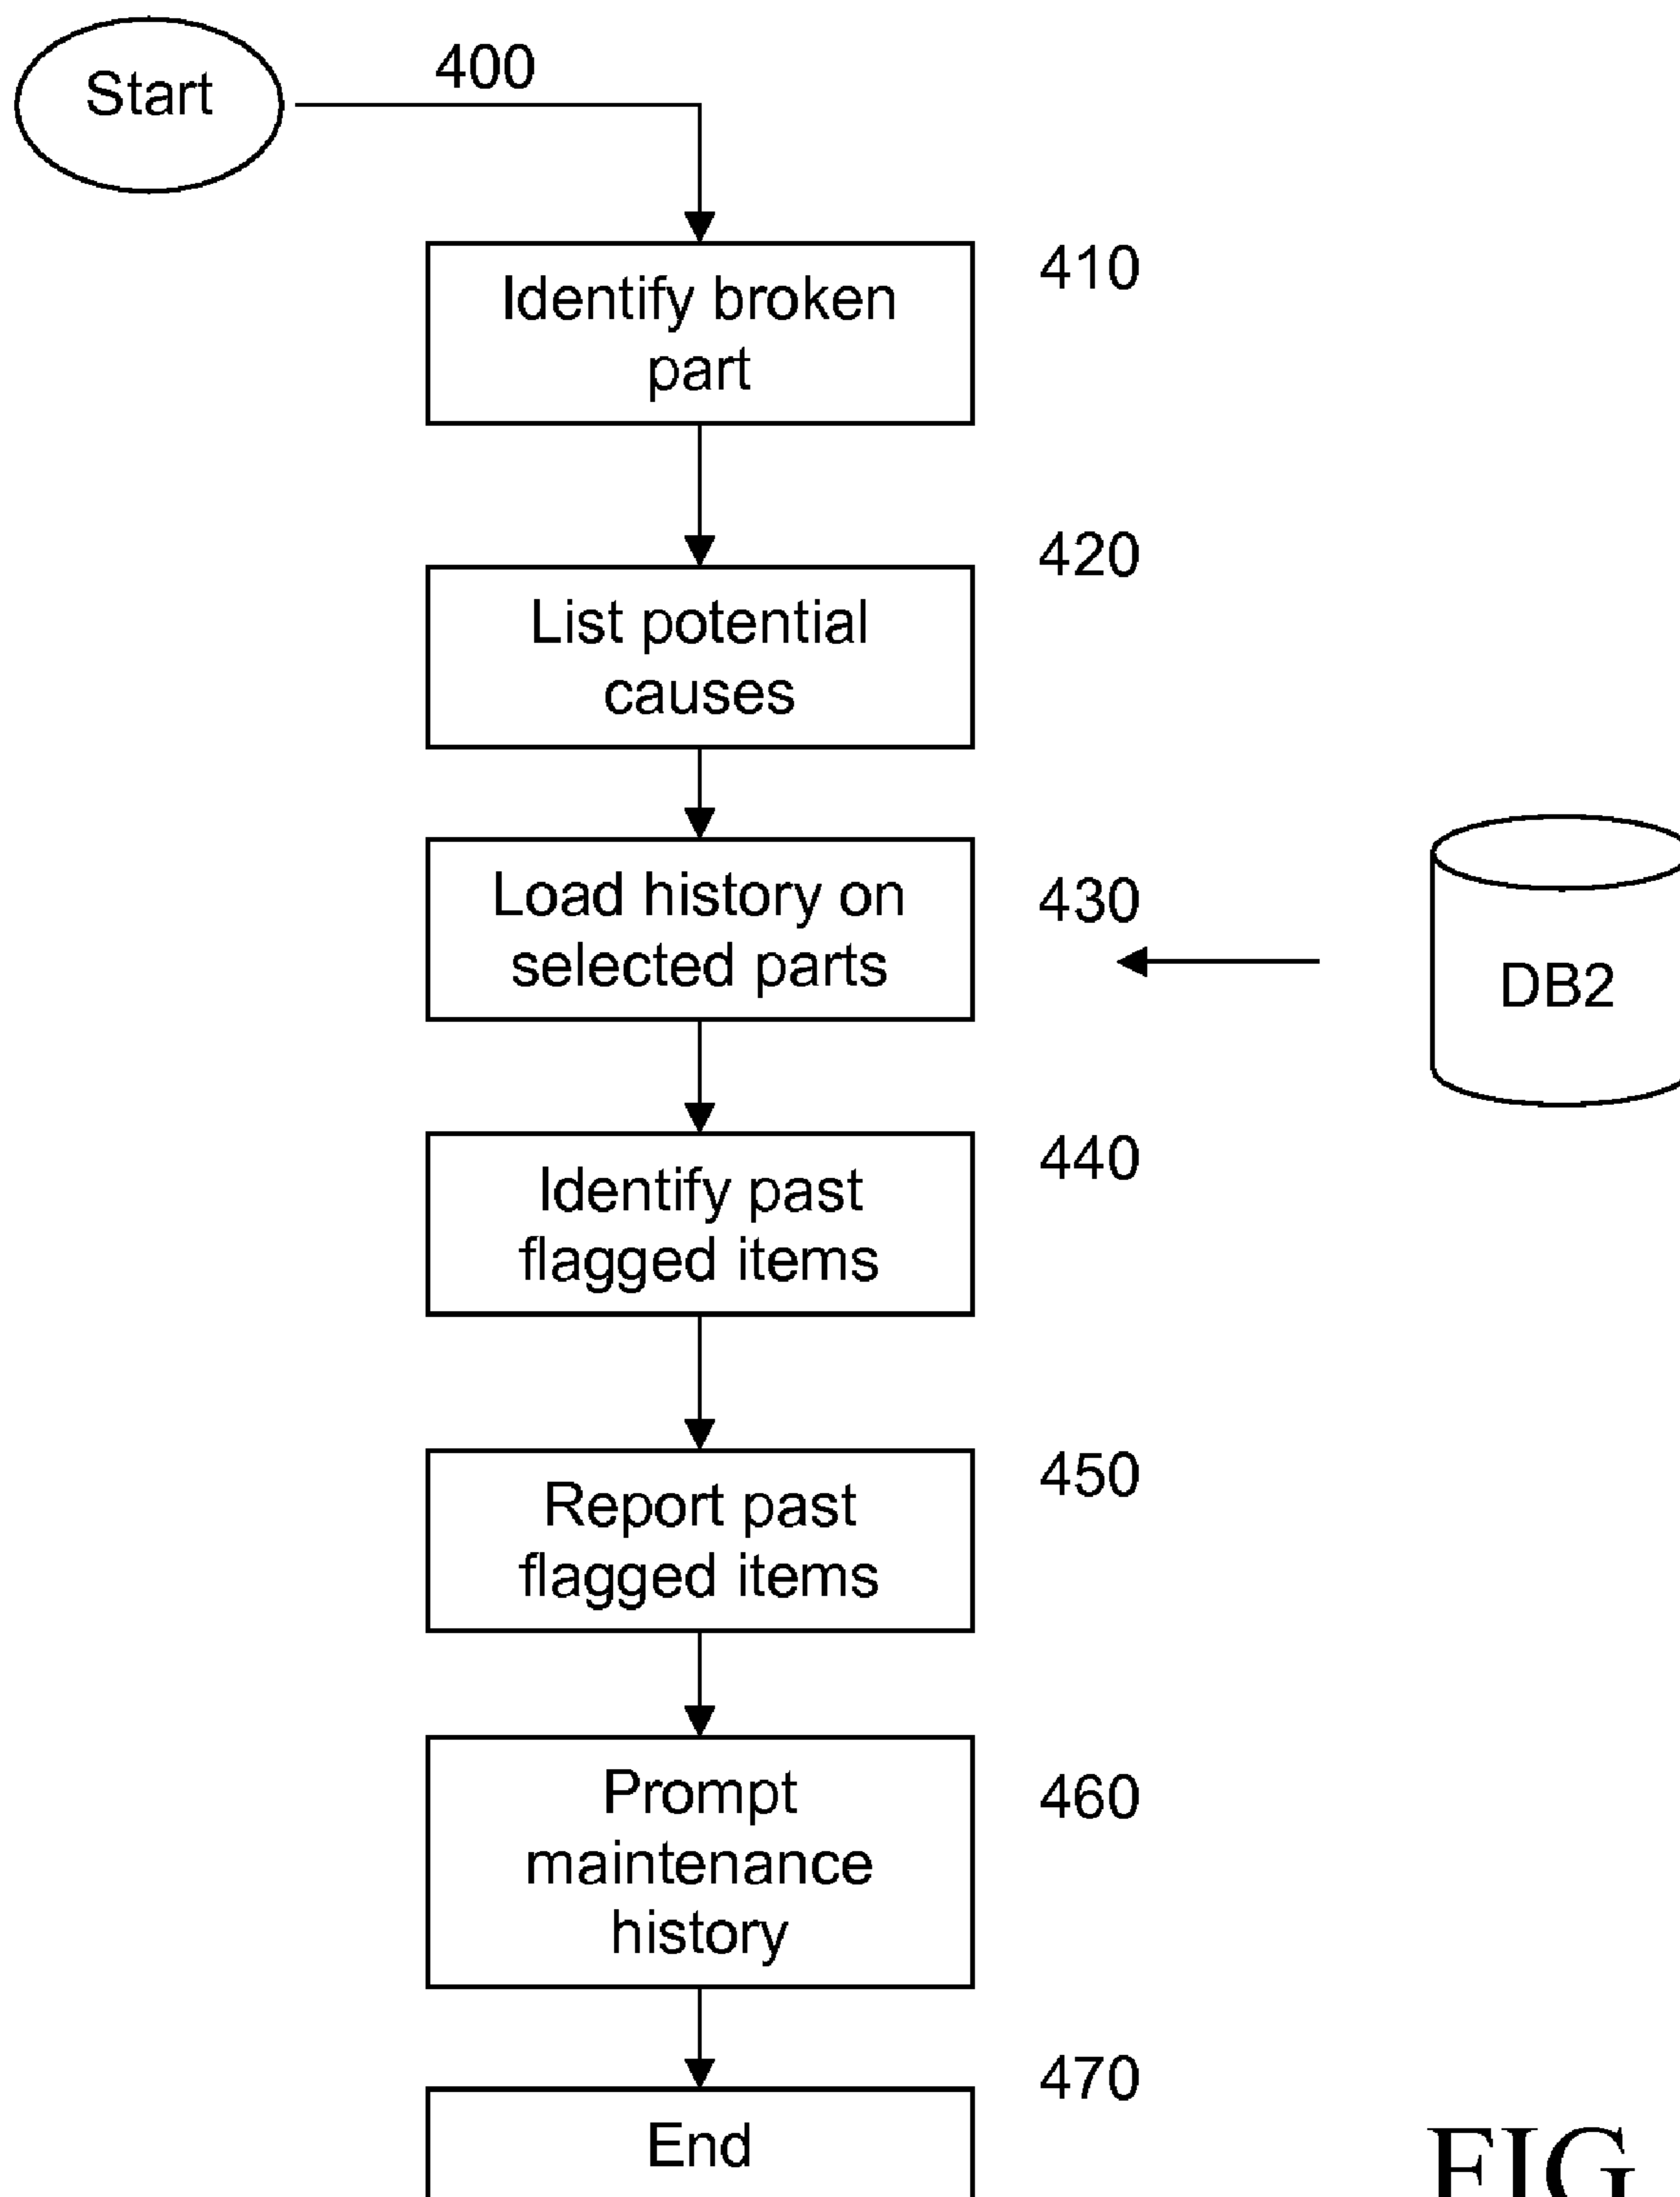 Start
400
Identify broken
part
410
List potential
causes
420
Load history on
selected parts
430
DB2
Identify past
flagged items
440
Report past
flagged items
450
Prompt
maintenance
history
460
End
470
FIG